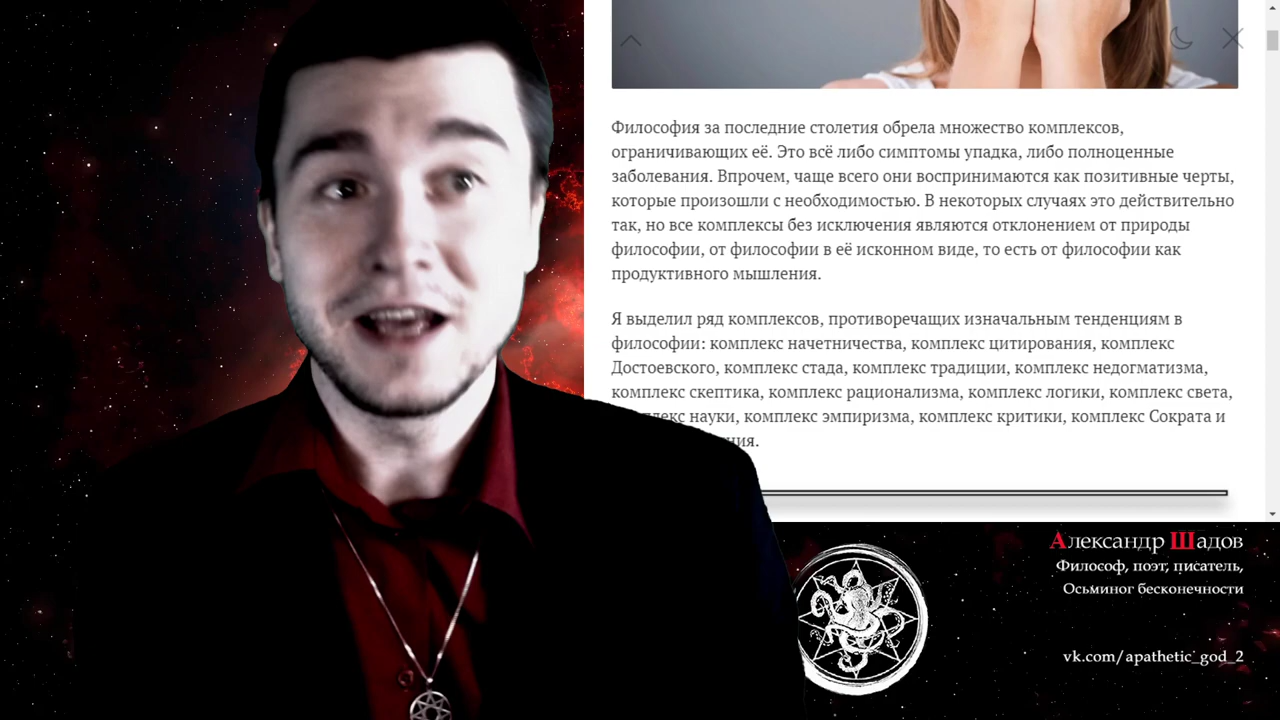 Философия за последние столетия обрела множество комплексов,
ограничивающих её. Это всё либо симптомы упадка, либо полноценные
заболевания. Впрочем, чаще всего они воспринимаются как позитивные черты,
которые произошли с необходимостью. В некоторых случаях это действительно
так, но все комплексы без исключения являются отклонением от природы
философии, от философии в её исконном виде, то есть от философии как
продуктивного мышления.
Я выделил ряд комплексов, противоречащих изначальным тенденциям в
философии: комплекс начетничества, комплекс цитирования, комплекс
Достоевского, комплекс стада, комплекс традиции, комплекс недогматизма,
комплекс скептика, комплекс рационализма, комплекс логики, комплекс света,
науки, комплекс эмпиризма, комплекс критики, комплекс Сократа и
Александр Шадов
Философ, поэт, писатель,
Осьминог бесконечности
vk.com/apathetic_god_2